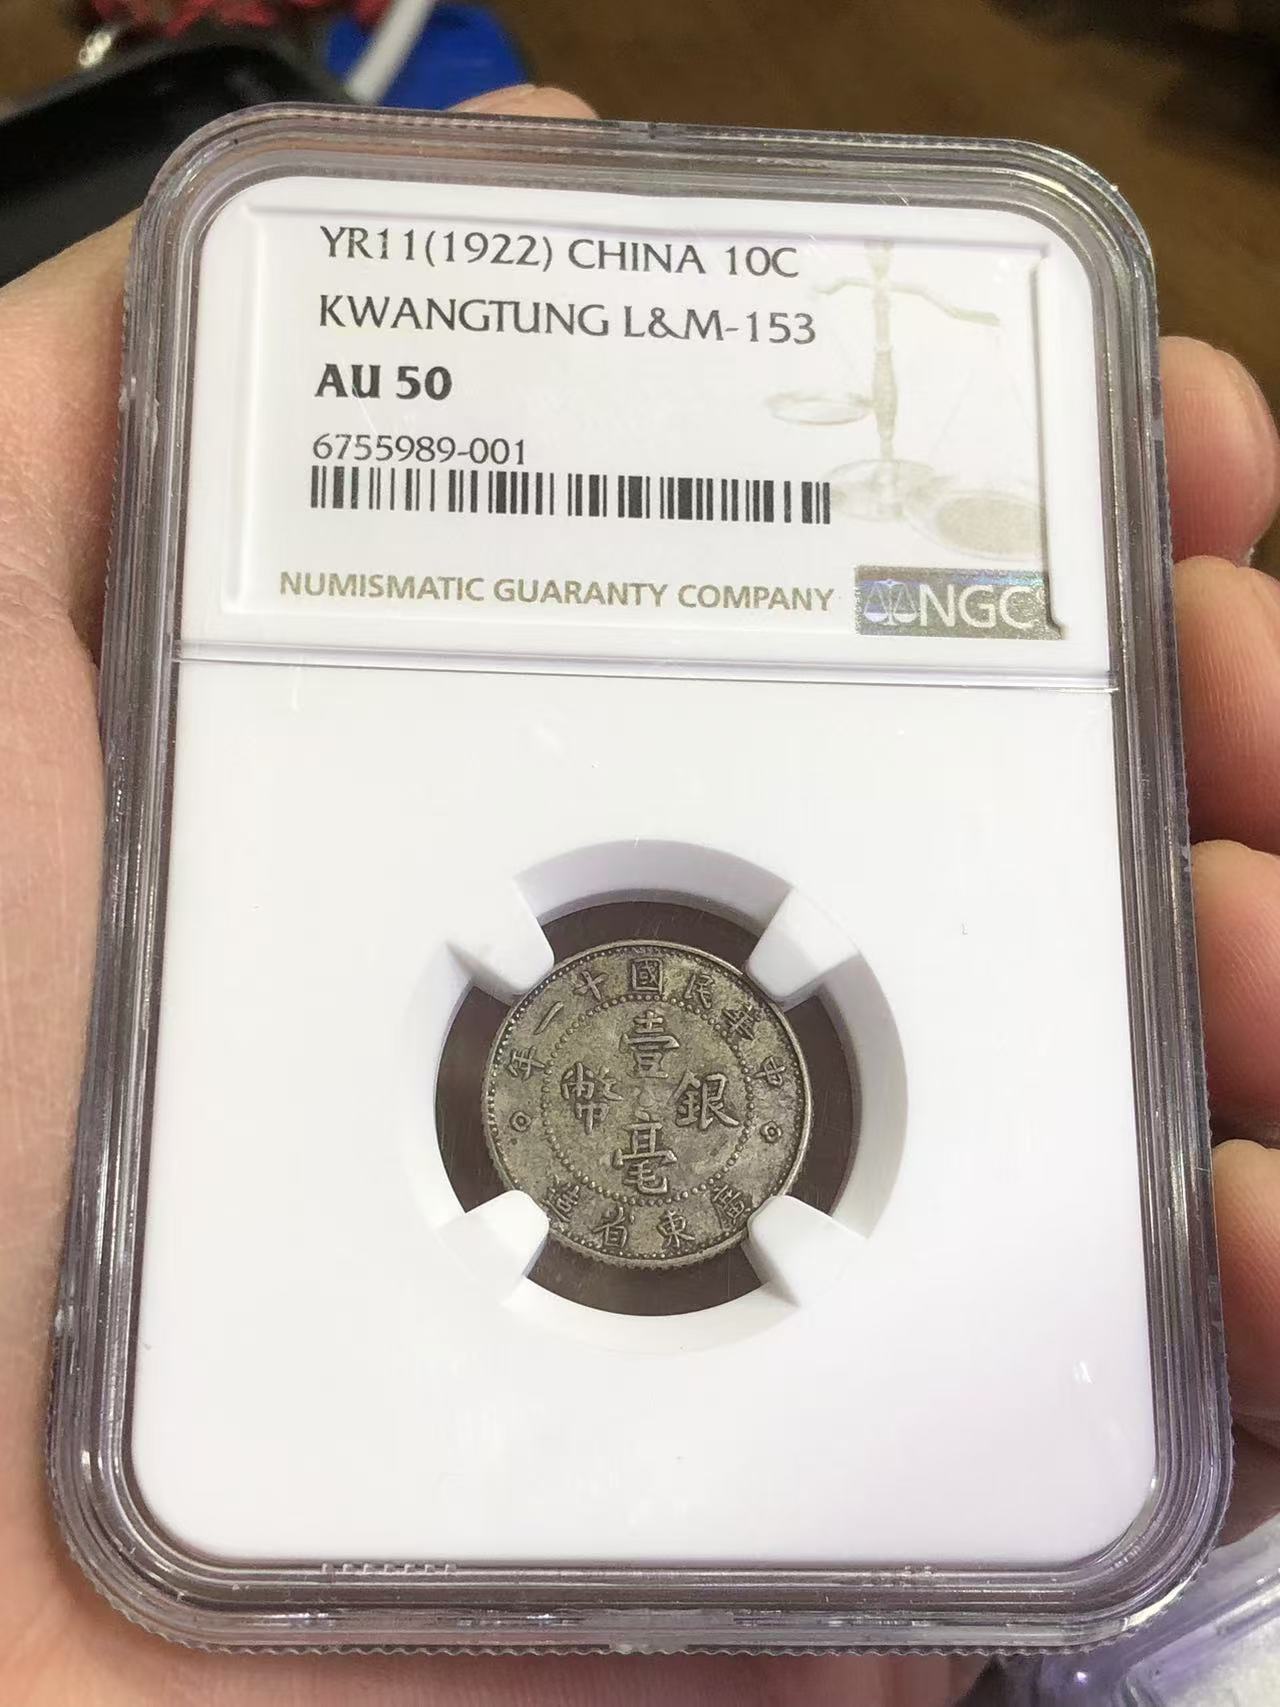 YR11(1922) CHINA 10C
KWANGTUNG L&M-153
AU 50
6755989-001
NUMISMATIC GUARANTY COMPANY NGC
中華民國十一年
壹毫銀幣
廣東省造